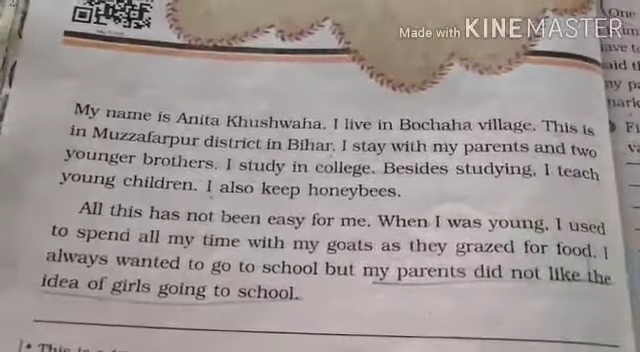 Made with KINEMASTER
One
My name is Anita Khushwaha. I live in Bochaha village. This is
in Muzzafarpur district in Bihar. I stay with my parents and two
younger brothers. I study in college. Besides studying, I teach
young children. I also keep honeybees.
All this has not been easy for me. When I was young, I used
to spend all my time with my goats as they grazed for food. I
always wanted to go to school but my parents did not like the
idea of girls going to school.
This is